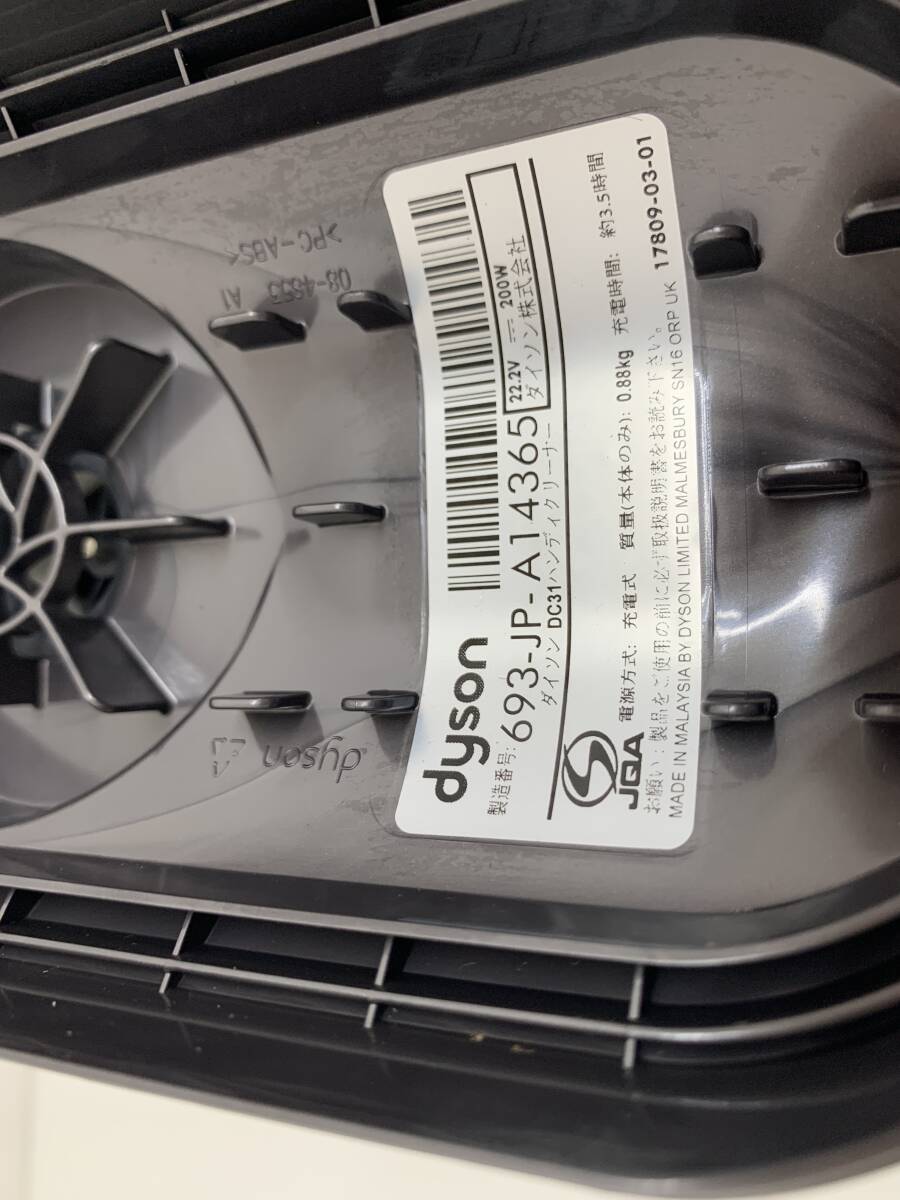 dyson
製造番号: 693-JP-A14365
22.2V ⎓ 200W
ダイソン DC31ハンディクリーナー ダイソン株式会社
JQA
電源方式: 充電式 質量(本体のみ): 0.88kg 充電時間: 約3.5時間
お願い：製品をご使用の前に必ず取扱説明書をお読み下さい。
MADE IN MALAYSIA BY DYSON LIMITED MALMESBURY SN16 ORP UK 17809-03-01
>PC-ABS<
08-4853
A1
dyson